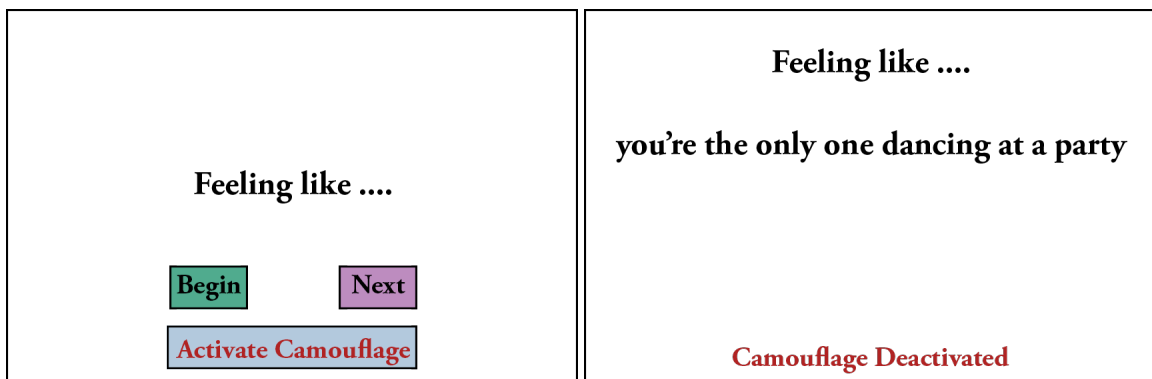 Feeling like ....
Begin
Next
Activate Camouflage
Feeling like ....
you’re the only one dancing at a party
Camouflage Deactivated